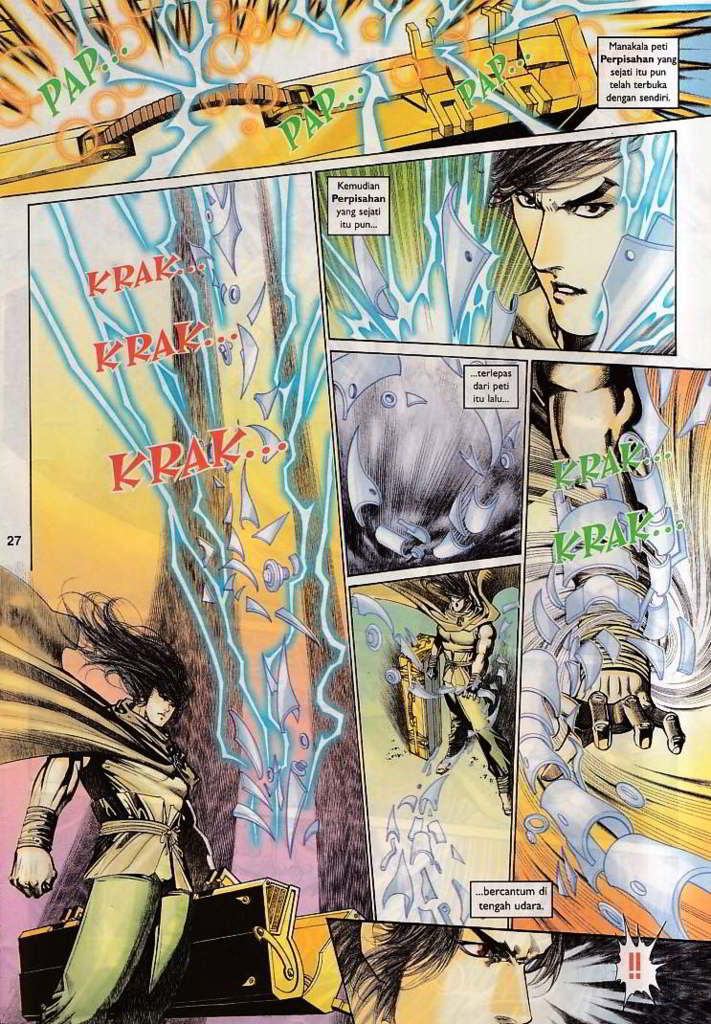 PAP...
PAP...
PAP...
Manakala peti
Perpisahan yang
sejati itu pun
telah terbuka
dengan sendiri.
Kemudian
Perpisahan
yang sejati
itu pun...
KRAK...
KRAK...
KRAK...
...terlepas
dari peti
itu lalu...
KRAK...
KRAK...
27
...bercantum di
tengah udara.
!!